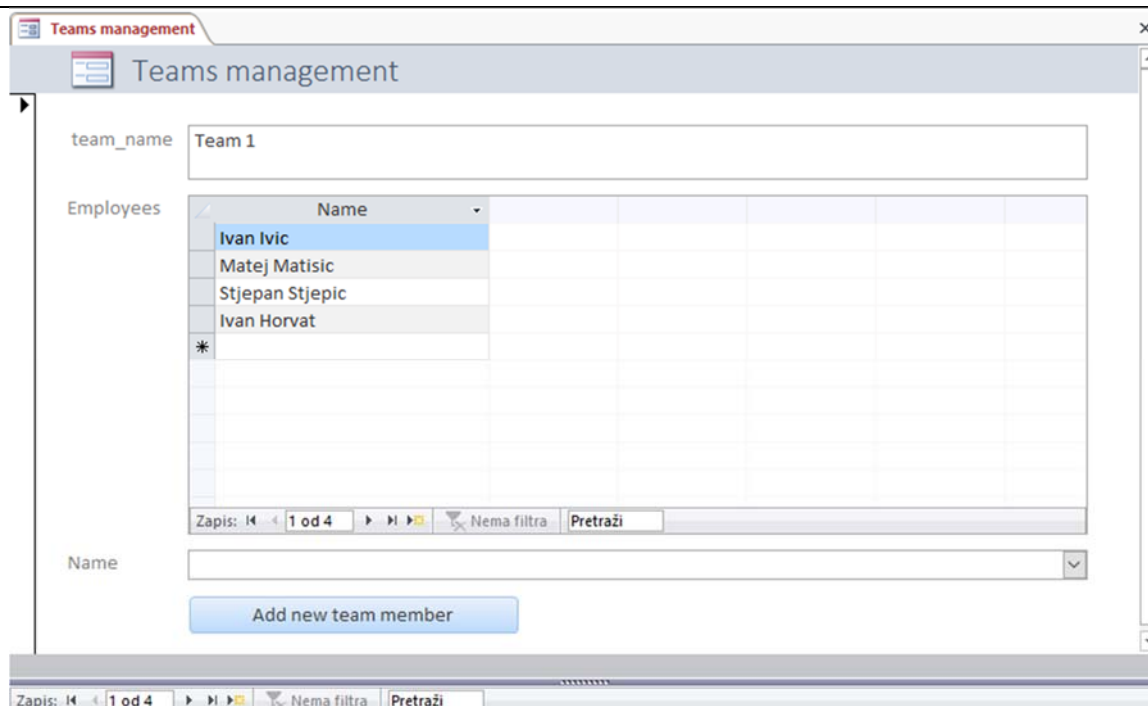 Teams management
Teams management
team_name Team 1
Employees Name
Ivan Ivic
Matej Matisic
Stjepan Stjepic
Ivan Horvat
Zapis: 1 od 4 Nema filtra Pretraži
Name
Add new team member
Zapis: 1 od 4 Nema filtra Pretraži